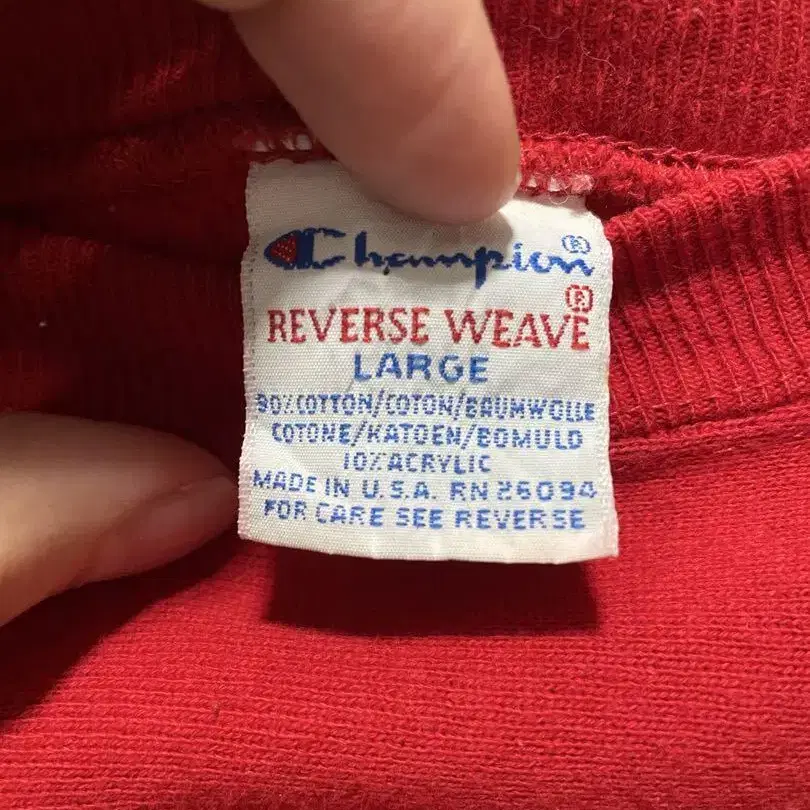 Champion®
REVERSE WEAVE®
LARGE
90% COTTON/COTON/BAUMWOLLE
COTONE/KATOEN/BOMULD
10% ACRYLIC
MADE IN U.S.A. RN 26094
FOR CARE SEE REVERSE